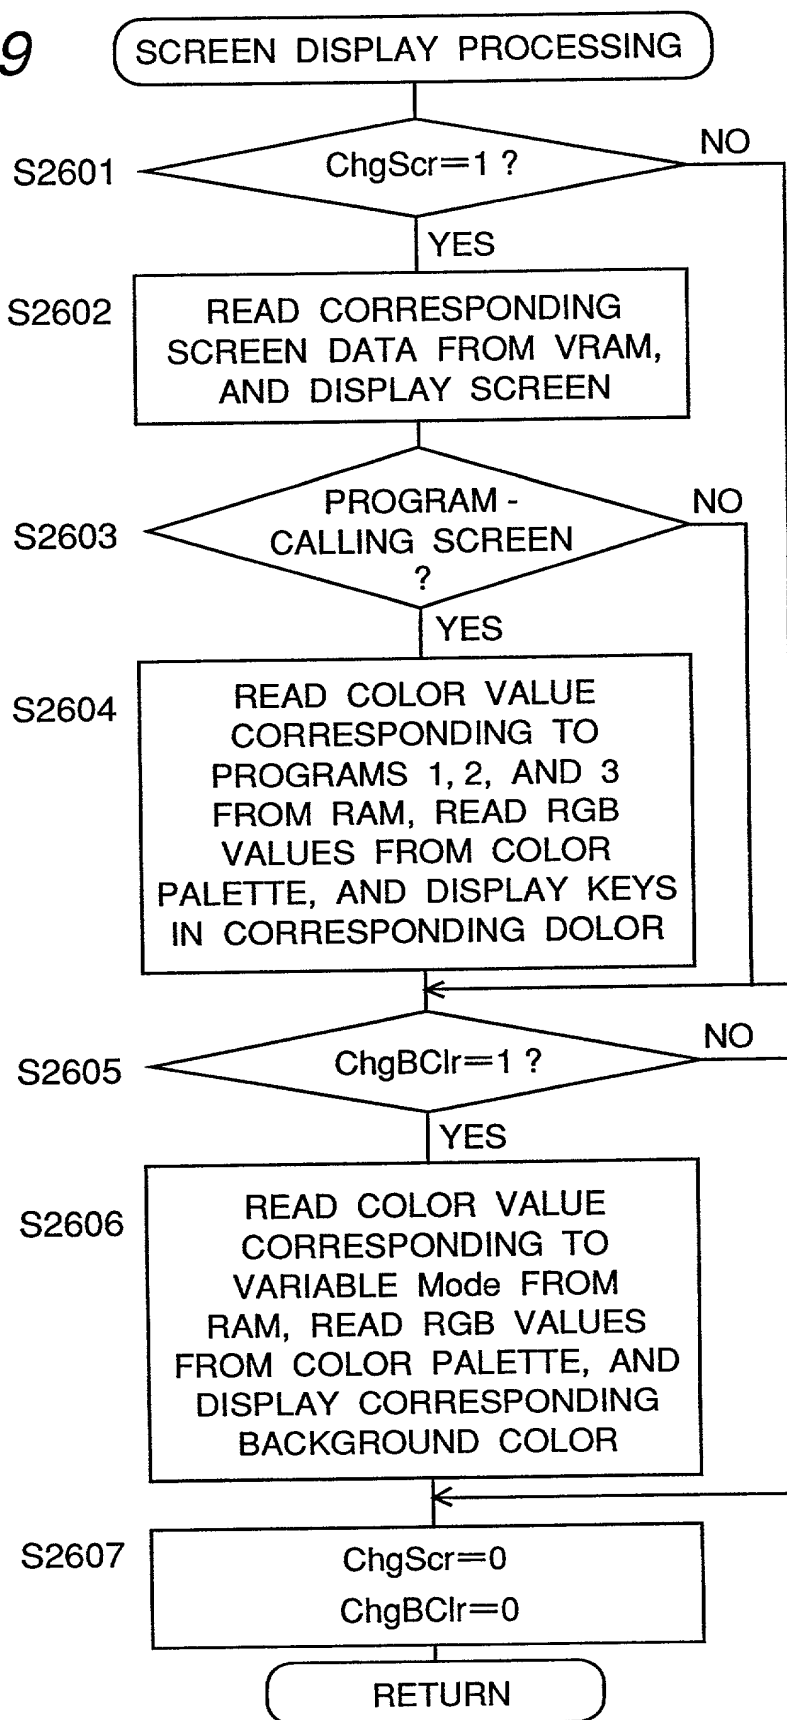 9
SCREEN DISPLAY PROCESSING
S2601
ChgScr=1 ?
NO
YES
S2602
READ CORRESPONDING
SCREEN DATA FROM VRAM,
AND DISPLAY SCREEN
S2603
PROGRAM -
CALLING SCREEN
?
NO
YES
S2604
READ COLOR VALUE
CORRESPONDING TO
PROGRAMS 1, 2, AND 3
FROM RAM, READ RGB
VALUES FROM COLOR
PALETTE, AND DISPLAY KEYS
IN CORRESPONDING DOLOR
S2605
ChgBClr=1 ?
NO
YES
S2606
READ COLOR VALUE
CORRESPONDING TO
VARIABLE Mode FROM
RAM, READ RGB VALUES
FROM COLOR PALETTE, AND
DISPLAY CORRESPONDING
BACKGROUND COLOR
S2607
ChgScr=0
ChgBClr=0
RETURN